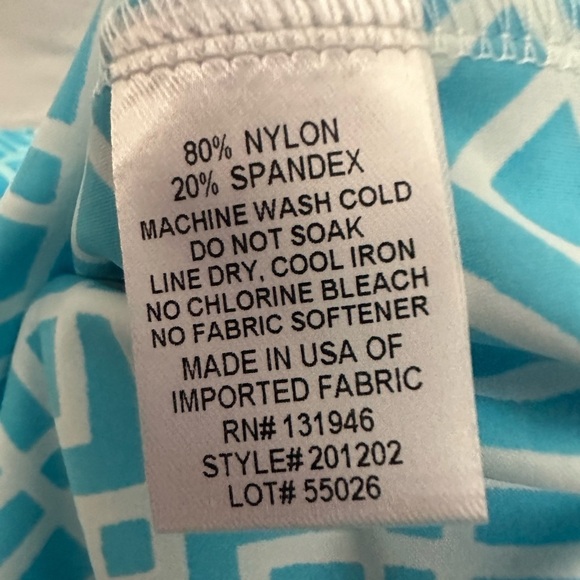 80% NYLON
20% SPANDEX
MACHINE WASH COLD
DO NOT SOAK
LINE DRY, COOL IRON
NO CHLORINE BLEACH
NO FABRIC SOFTENER
MADE IN USA OF
IMPORTED FABRIC
RN# 131946
STYLE# 201202
LOT# 55026